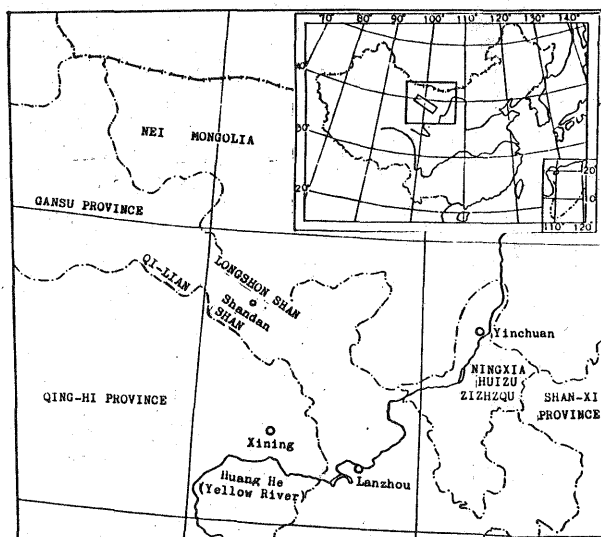 70° 80° 90° 100° 110° 120° 130° 140° 150°
40°
30°
20°
20°
10
110° 120°
NEI MONGOLIA
GANSU PROVINCE
QI-LIAN
SHAN
LONGSHON SHAN
Shandan
Yinchuan
NINGXIA
HUIZU
ZIZHZQU
SHAN-XI
PROVINCE
QING-HI PROVINCE
Xining
Huang He
(Yellow River)
Lanzhou